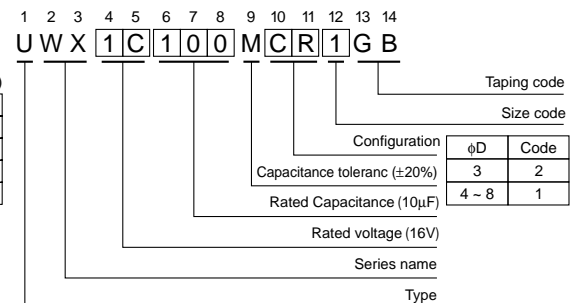 1 2 3 4 5 6 7 8 9 10 11 12 13 14
U W X 1 C 1 0 0 M C R 1 G B
Taping code
Size code
Configuration
Capacitance toleranc (±20%)
Rated Capacitance (10µF)
Rated voltage (16V)
Series name
Type
ϕD Code
3 2
4 ~ 8 1
)